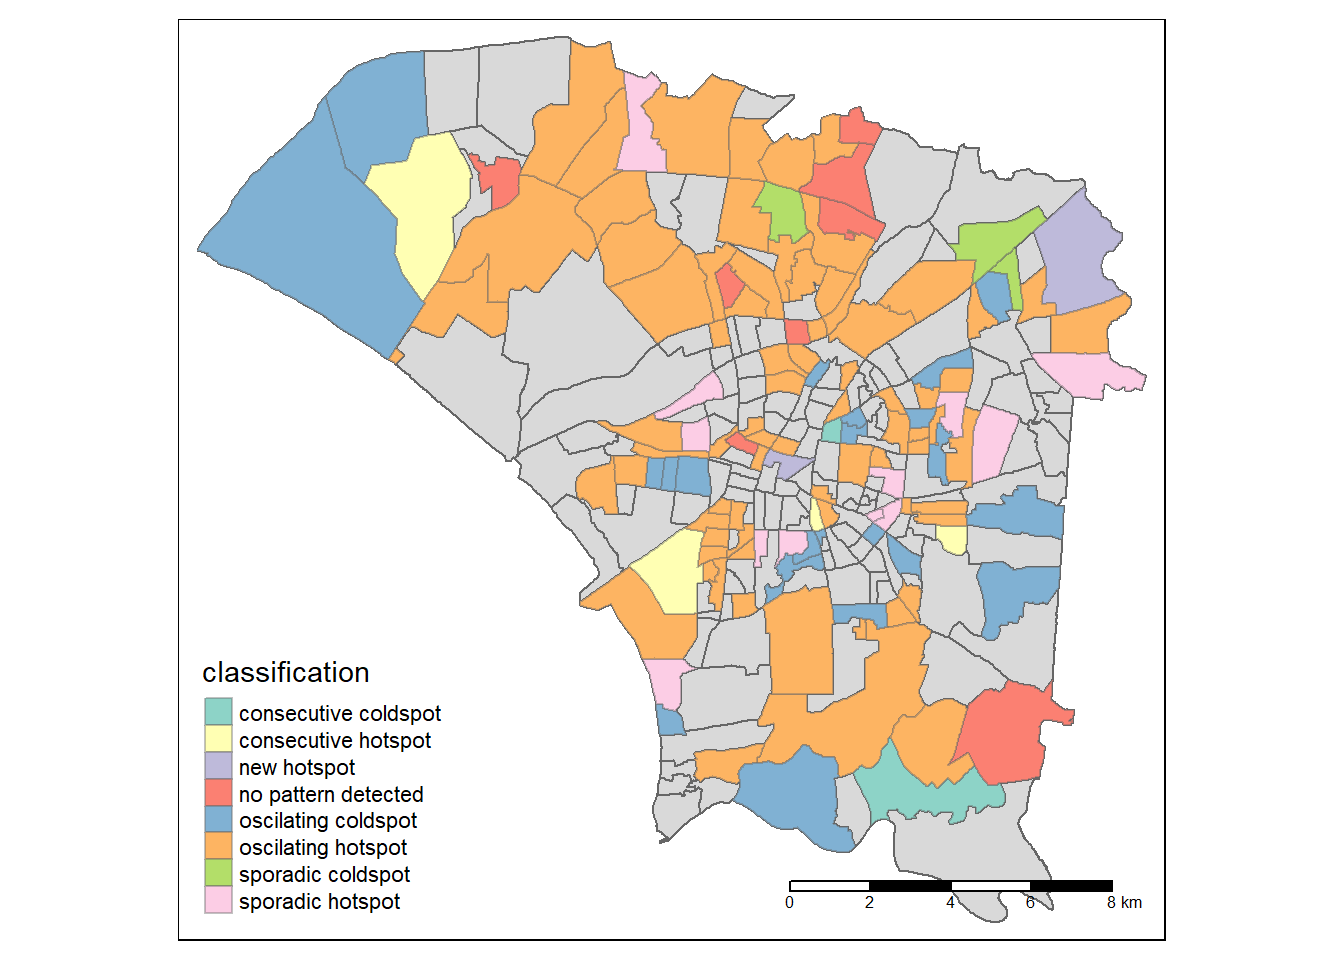 classification
consecutive coldspot
consecutive hotspot
new hotspot
no pattern detected
oscilating coldspot
oscilating hotspot
sporadic coldspot
sporadic hotspot
0 2 4 6 8 km